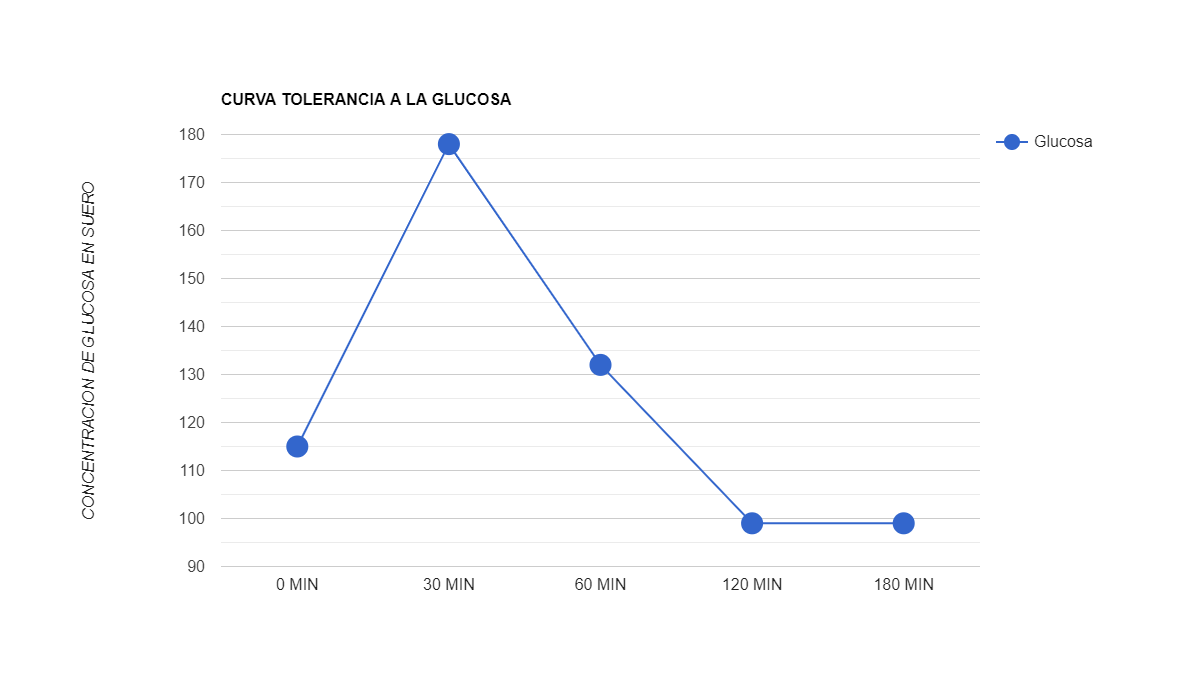 CURVA TOLERANCIA A LA GLUCOSA
Glucosa
CONCENTRACION DE GLUCOSA EN SUERO
180
170
160
150
140
130
120
110
100
90
0 MIN
30 MIN
60 MIN
120 MIN
180 MIN